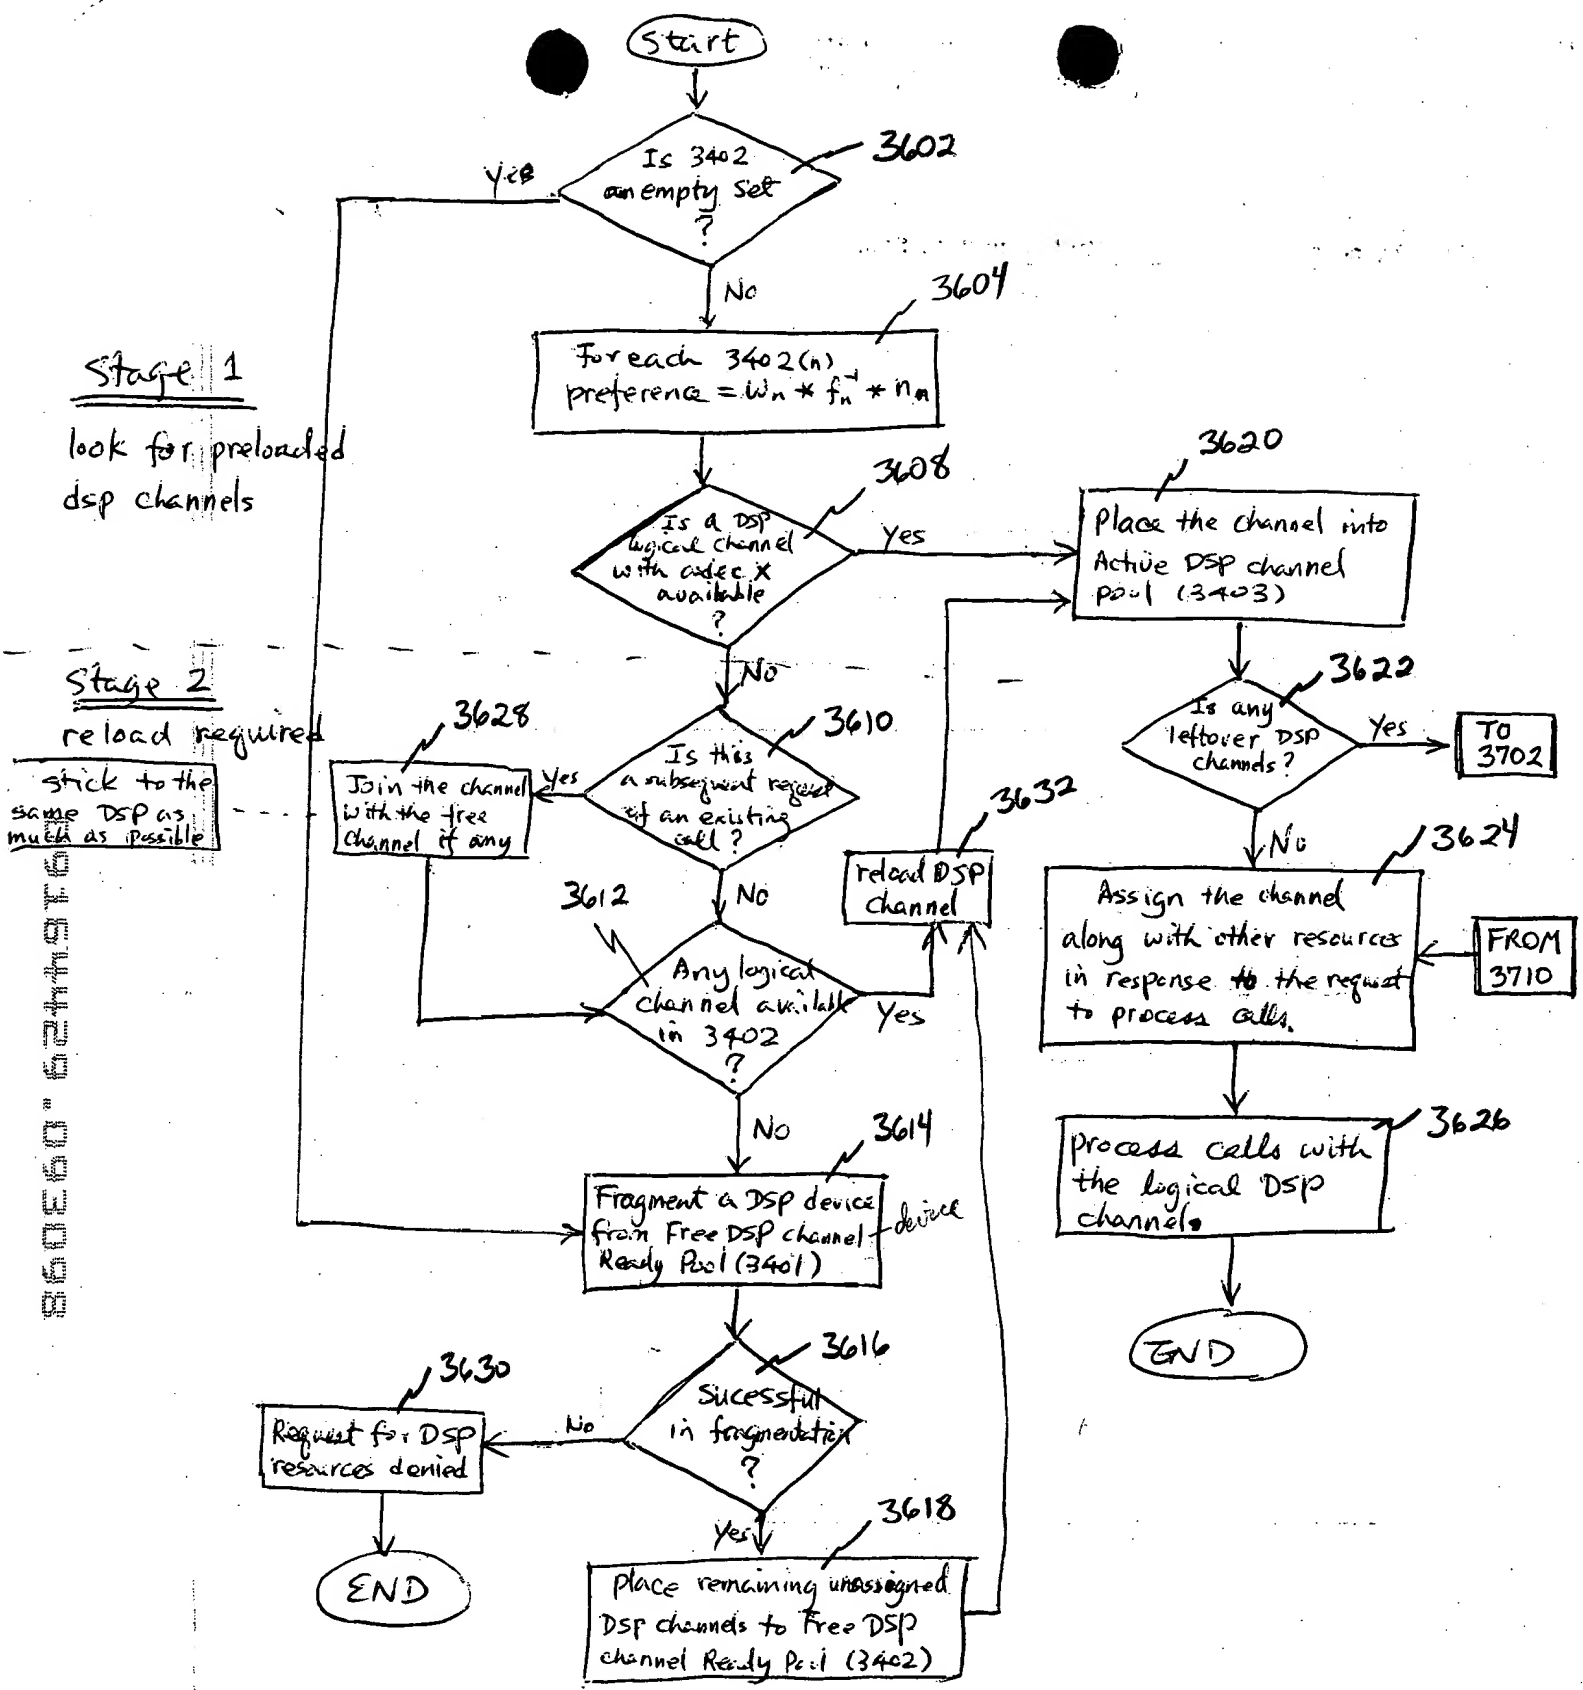 Start
Is 3402
an empty set
?
3602
Yes
No
3604
For each 3402(n)
preference = Wn * fn^-1 * nm
Stage 1
look for preloaded
dsp channels
3608
Is a DSP
logical channel
with codec X
available
?
Yes
No
3620
Place the channel into
Active DSP channel
pool (3403)
Stage 2
reload required
stick to the
same DSP as
much as possible
3628
Join the channel
with the free
channel if any
Yes
3610
Is this
a subsequent request
of an existing
call?
No
3622
Is any
leftover DSP
channels?
Yes
TO
3702
No
3632
reload DSP
channel
3612
Any logical
channel available
in 3402
?
Yes
No
3624
Assign the channel
along with other resources
in response to the request
to process calls.
FROM
3710
3614
Fragment a DSP device
from Free DSP channel
Ready Pool (3401)
device
3626
Process calls with
the logical DSP
channels
END
3616
Sucessful
in fragmentation
?
No
Yes
3630
Request for DSP
resources denied
END
3618
Place remaining unassigned
DSP channels to Free DSP
channel Ready Pool (3402)